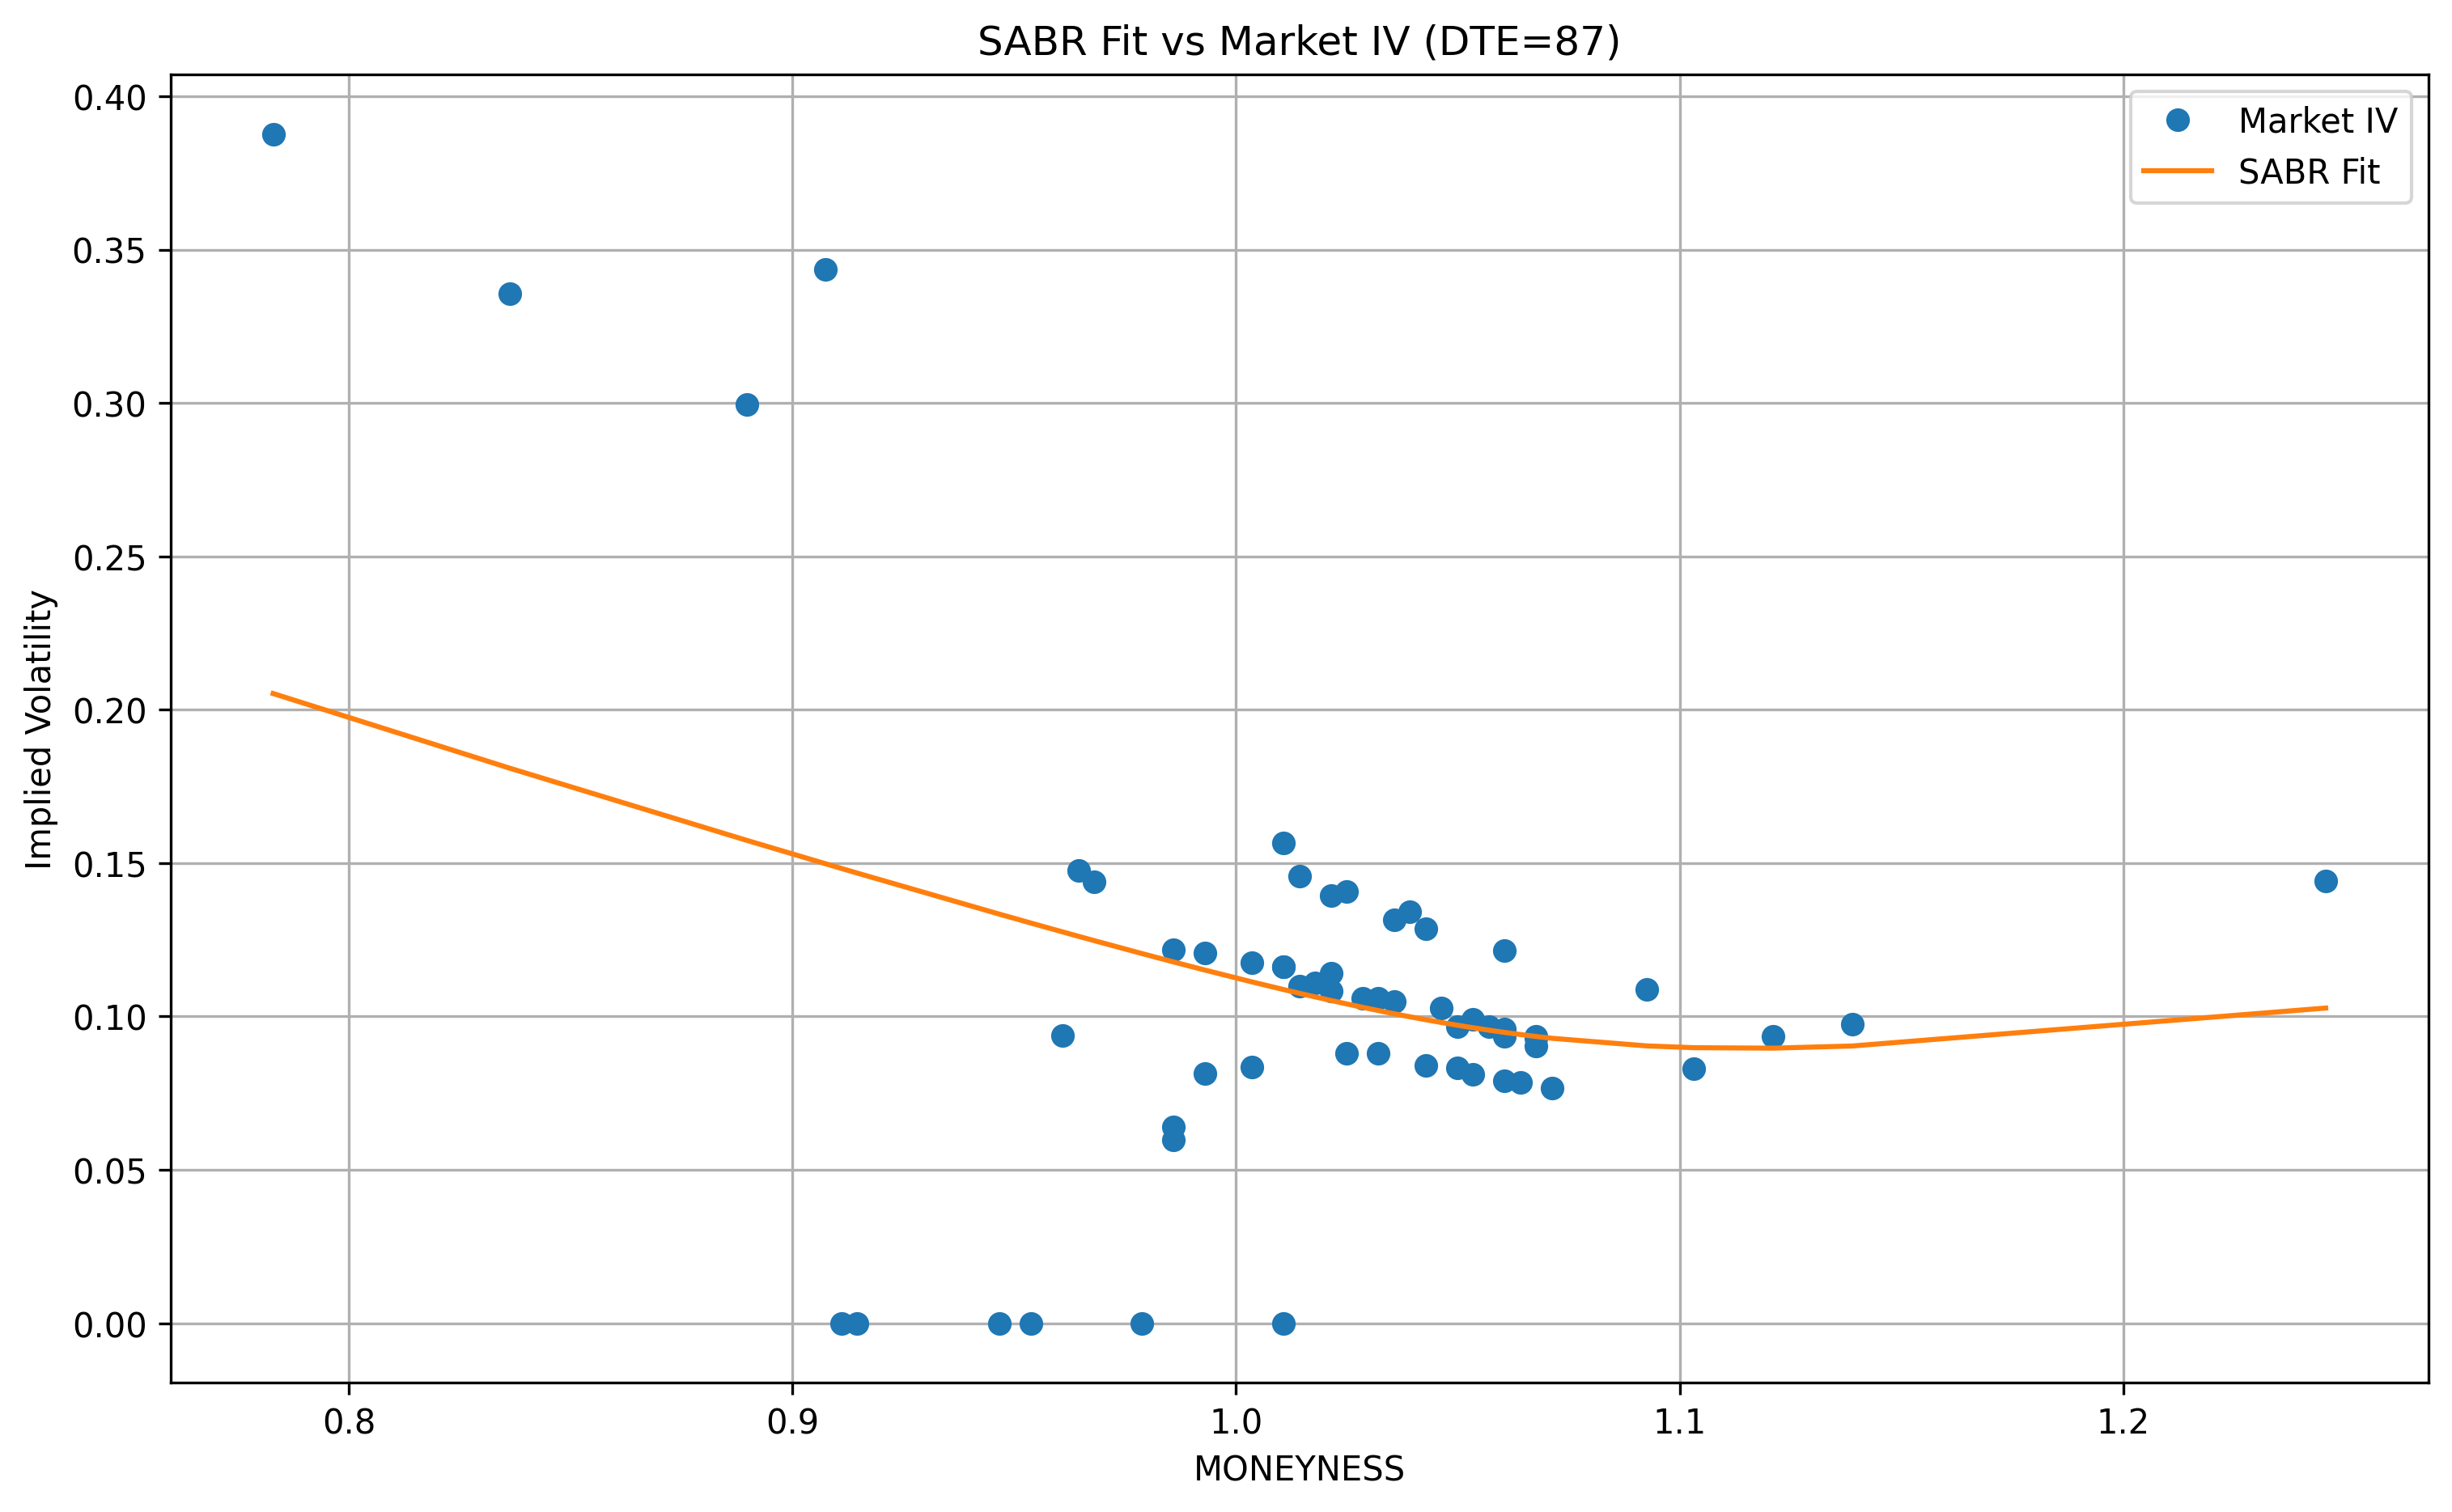 SABR Fit vs Market IV (DTE=87)
Market IV
SABR Fit
Implied Volatility
0.40
0.35
0.30
0.25
0.20
0.15
0.10
0.05
0.00
0.8 0.9 1.0 1.1 1.2
MONEYNESS